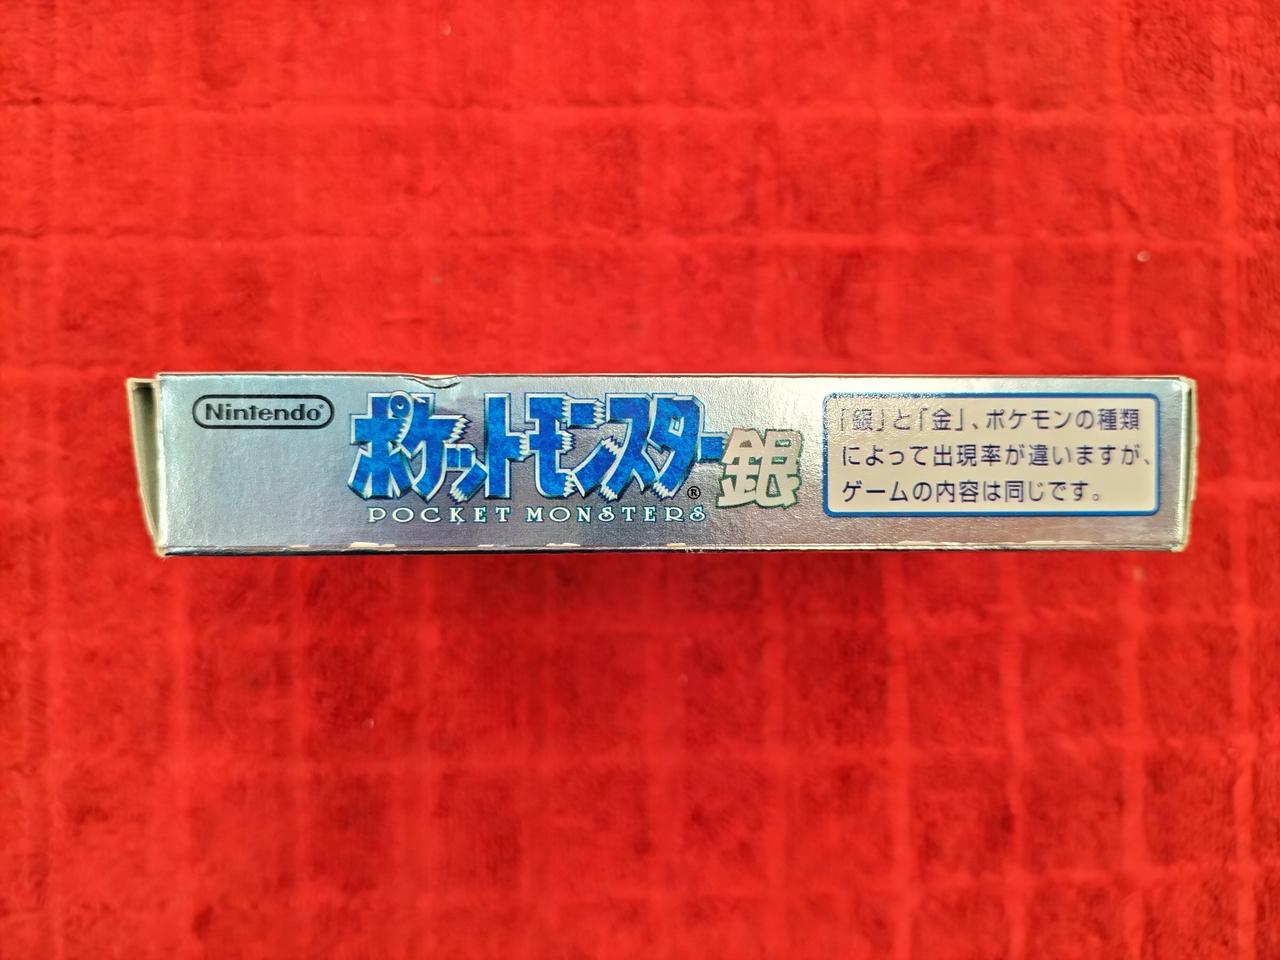 Nintendo®
ポケットモンスター銀
®
POCKET MONSTERS
「銀」と「金」、ポケモンの種類
によって出現率が違いますが、
ゲームの内容は同じです。